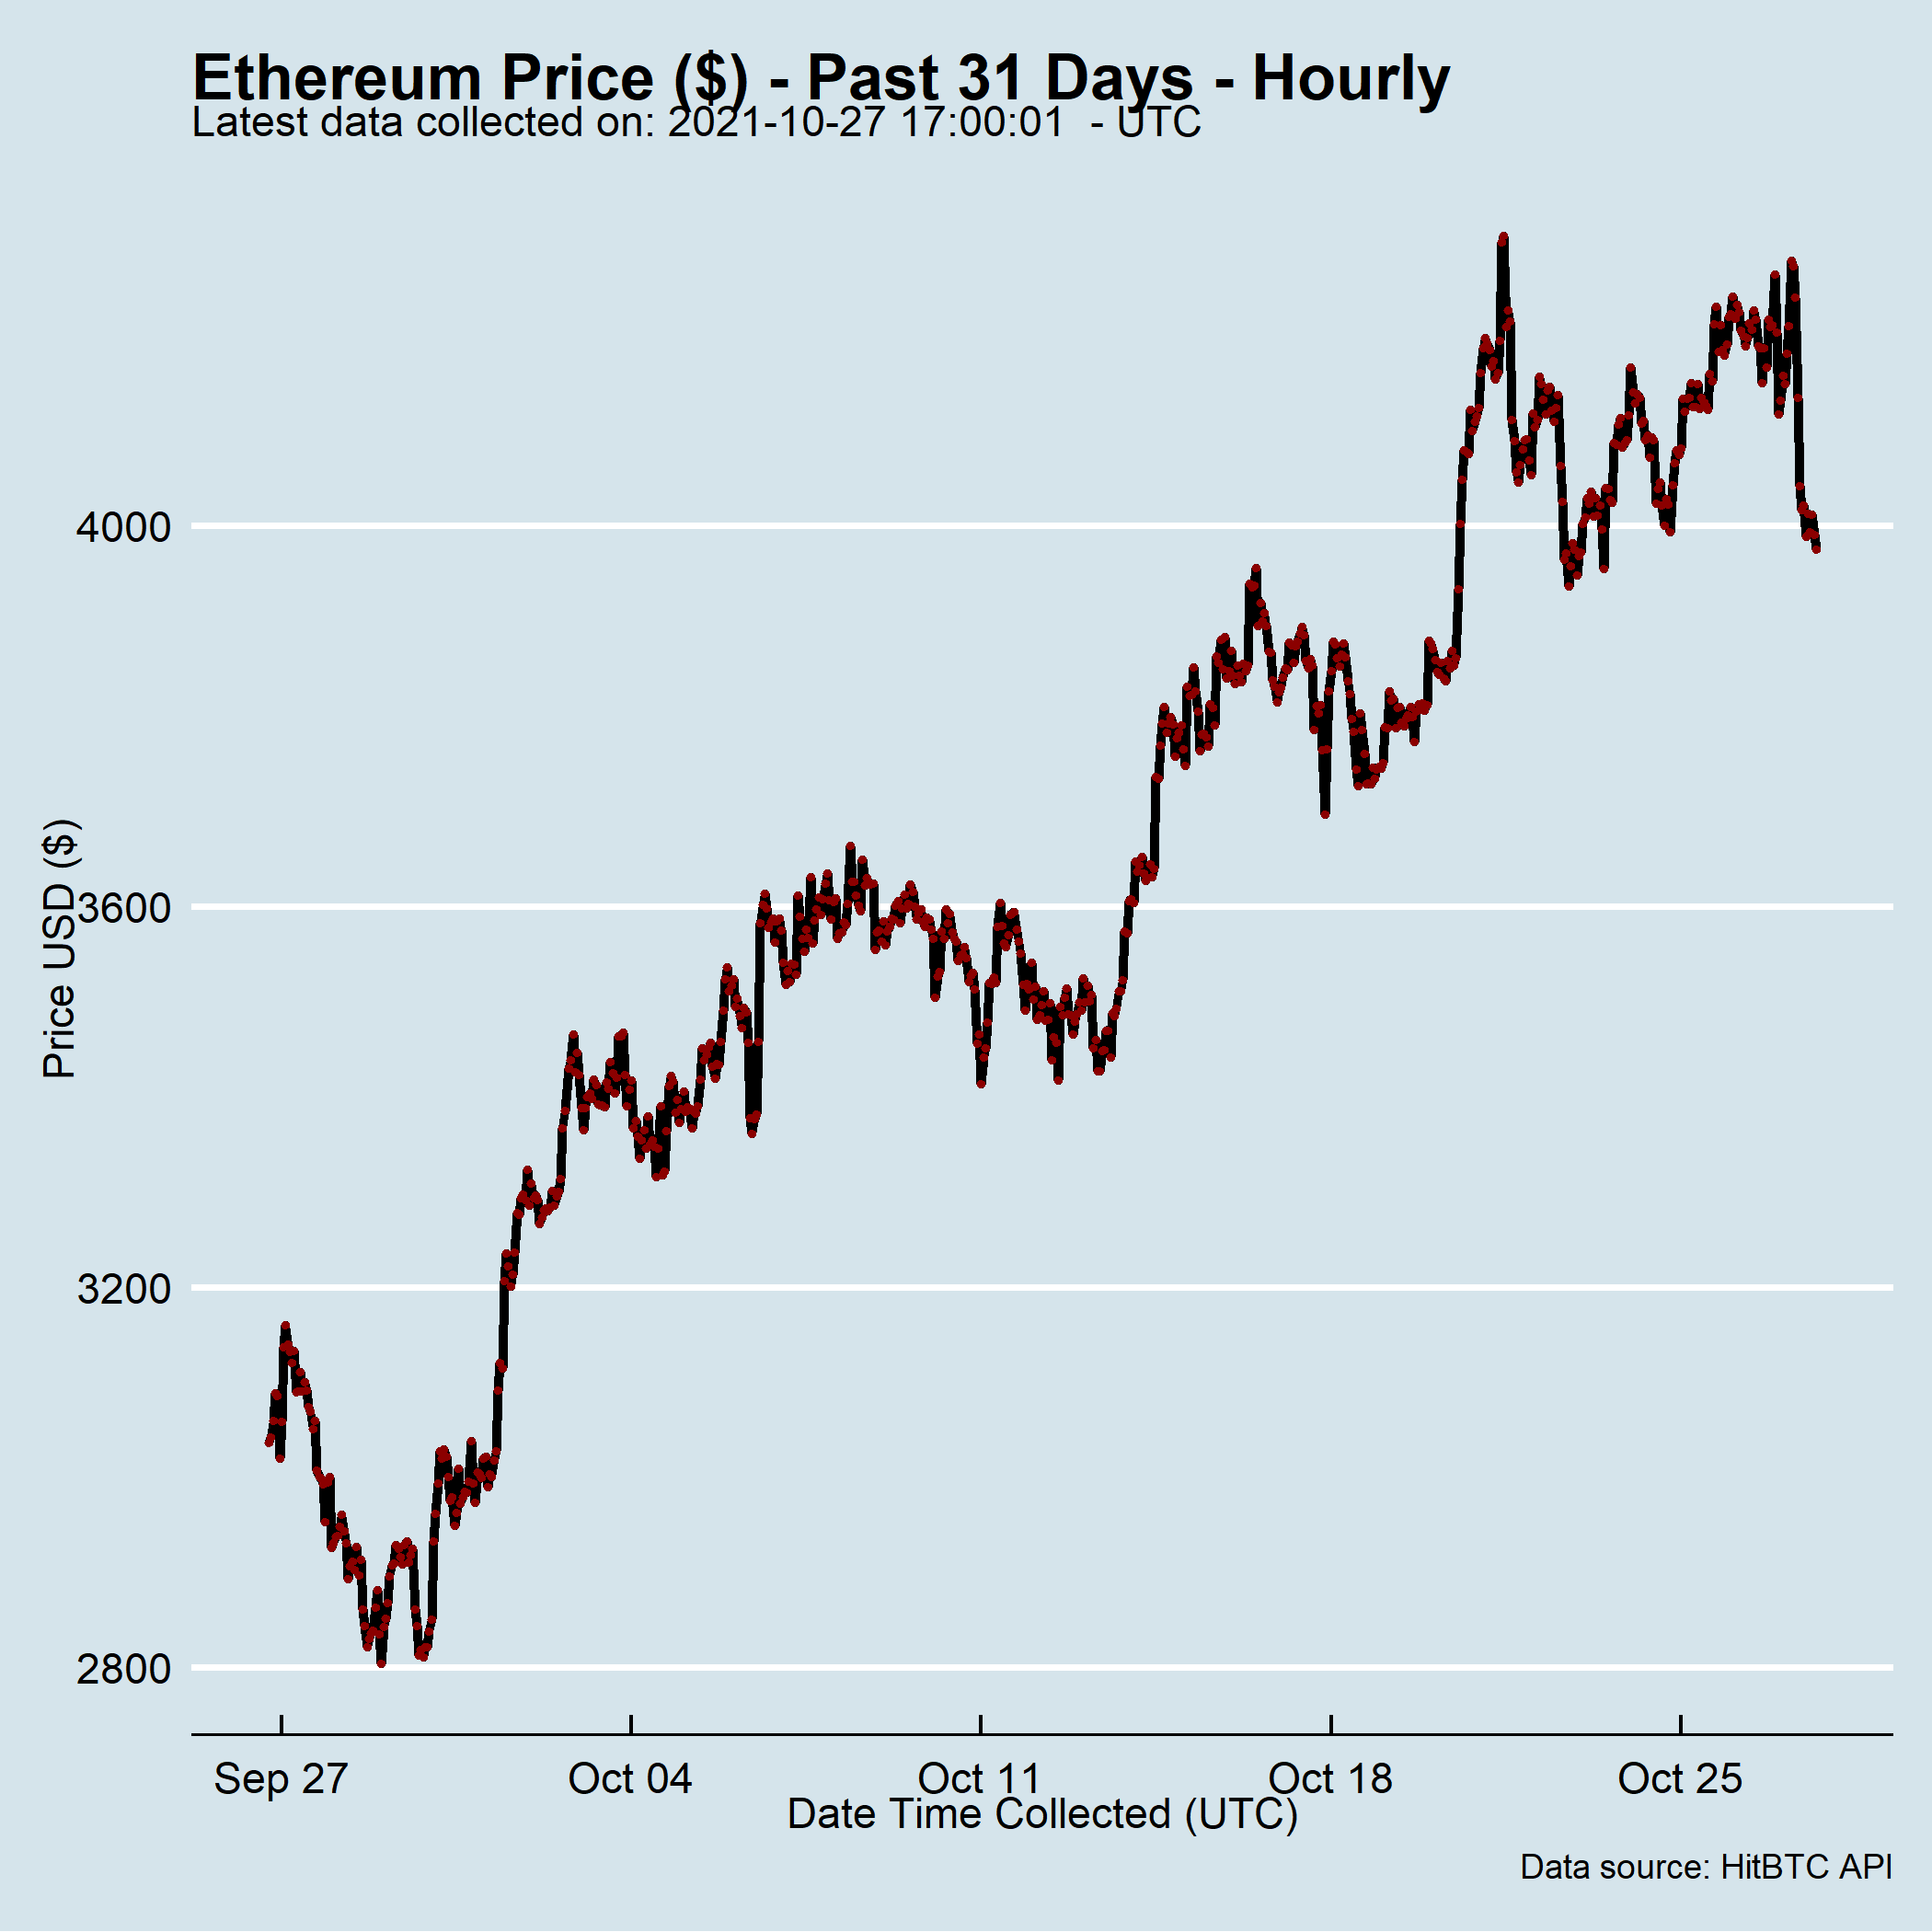 Ethereum Price ($) - Past 31 Days - Hourly
Latest data collected on: 2021-10-27 17:00:01  - UTC
4000
3600
3200
2800
Price USD ($)
Sep 27
Oct 04
Oct 11
Oct 18
Oct 25
Date Time Collected (UTC)
Data source: HitBTC API